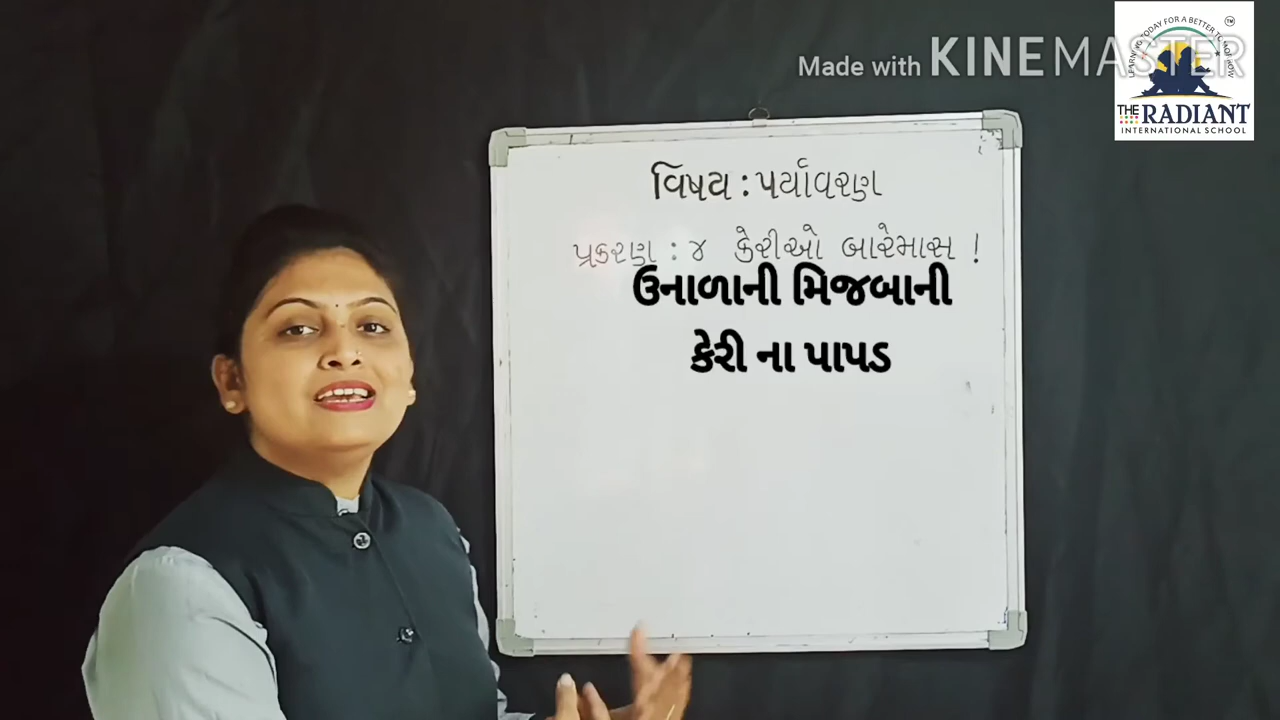 Made with KINEMASTER
LEARNING TODAY FOR A BETTER TOMORROW
TM
THE RADIANT
INTERNATIONAL SCHOOL
વિષય : પર્યાવરણ
પ્રકરણ : ૪ કેરીઓ બારેમાસ !
ઉનાળાની મિજબાની
કેરી ના પાપડ